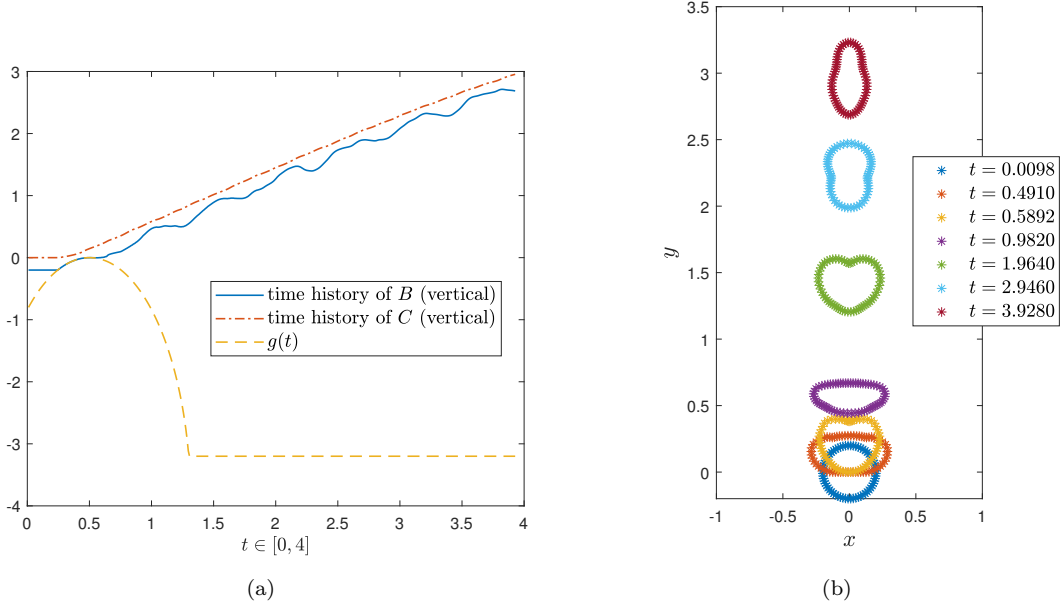 3
2
1
0
-1
-2
-3
-4
0 0.5 1 1.5 2 2.5 3 3.5 4
t ∈ [0, 4]
time history of B (vertical)
time history of C (vertical)
g(t)
(a)
3.5
3
2.5
2
1.5
1
0.5
0
-1 -0.5 0 0.5 1
y
x
t = 0.0098
t = 0.4910
t = 0.5892
t = 0.9820
t = 1.9640
t = 2.9460
t = 3.9280
(b)